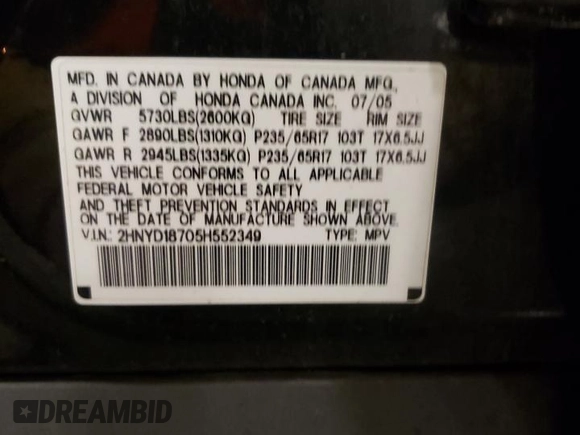 MFD. IN CANADA BY HONDA OF CANADA MFG.,
A DIVISION OF HONDA CANADA INC. 07/05
GVWR 5730LBS(2600KG) TIRE SIZE RIM SIZE
GAWR F 2890LBS(1310KG) P235/65R17 103T 17X6.5JJ
GAWR R 2945LBS(1335KG) P235/65R17 103T 17X6.5JJ
THIS VEHICLE CONFORMS TO ALL APPLICABLE
FEDERAL MOTOR VEHICLE SAFETY
AND THEFT PREVENTION STANDARDS IN EFFECT
ON THE DATE OF MANUFACTURE SHOWN ABOVE.
V.I.N.: 2HNYD18705H552349 TYPE: MPV
DREAMBID